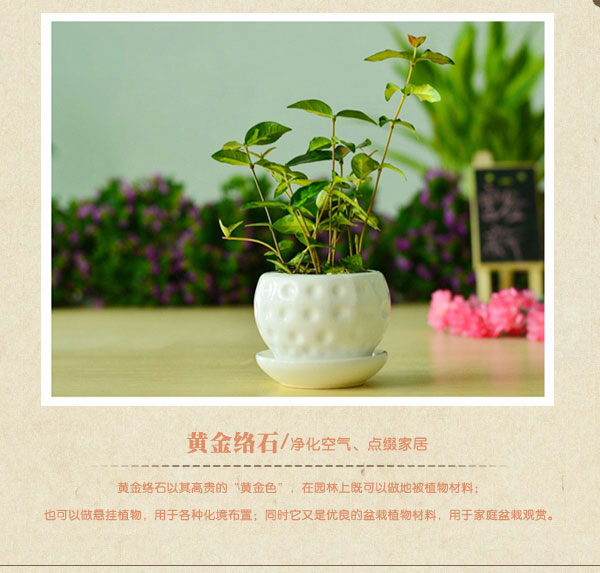 黄金络石/净化空气、点缀家居
黄金络石以其高贵的“黄金色”，在园林上既可以做地被植物材料；
也可以做悬挂植物，用于各种化境布置；同时它又是优良的盆栽植物材料，用于家庭盆栽观赏。